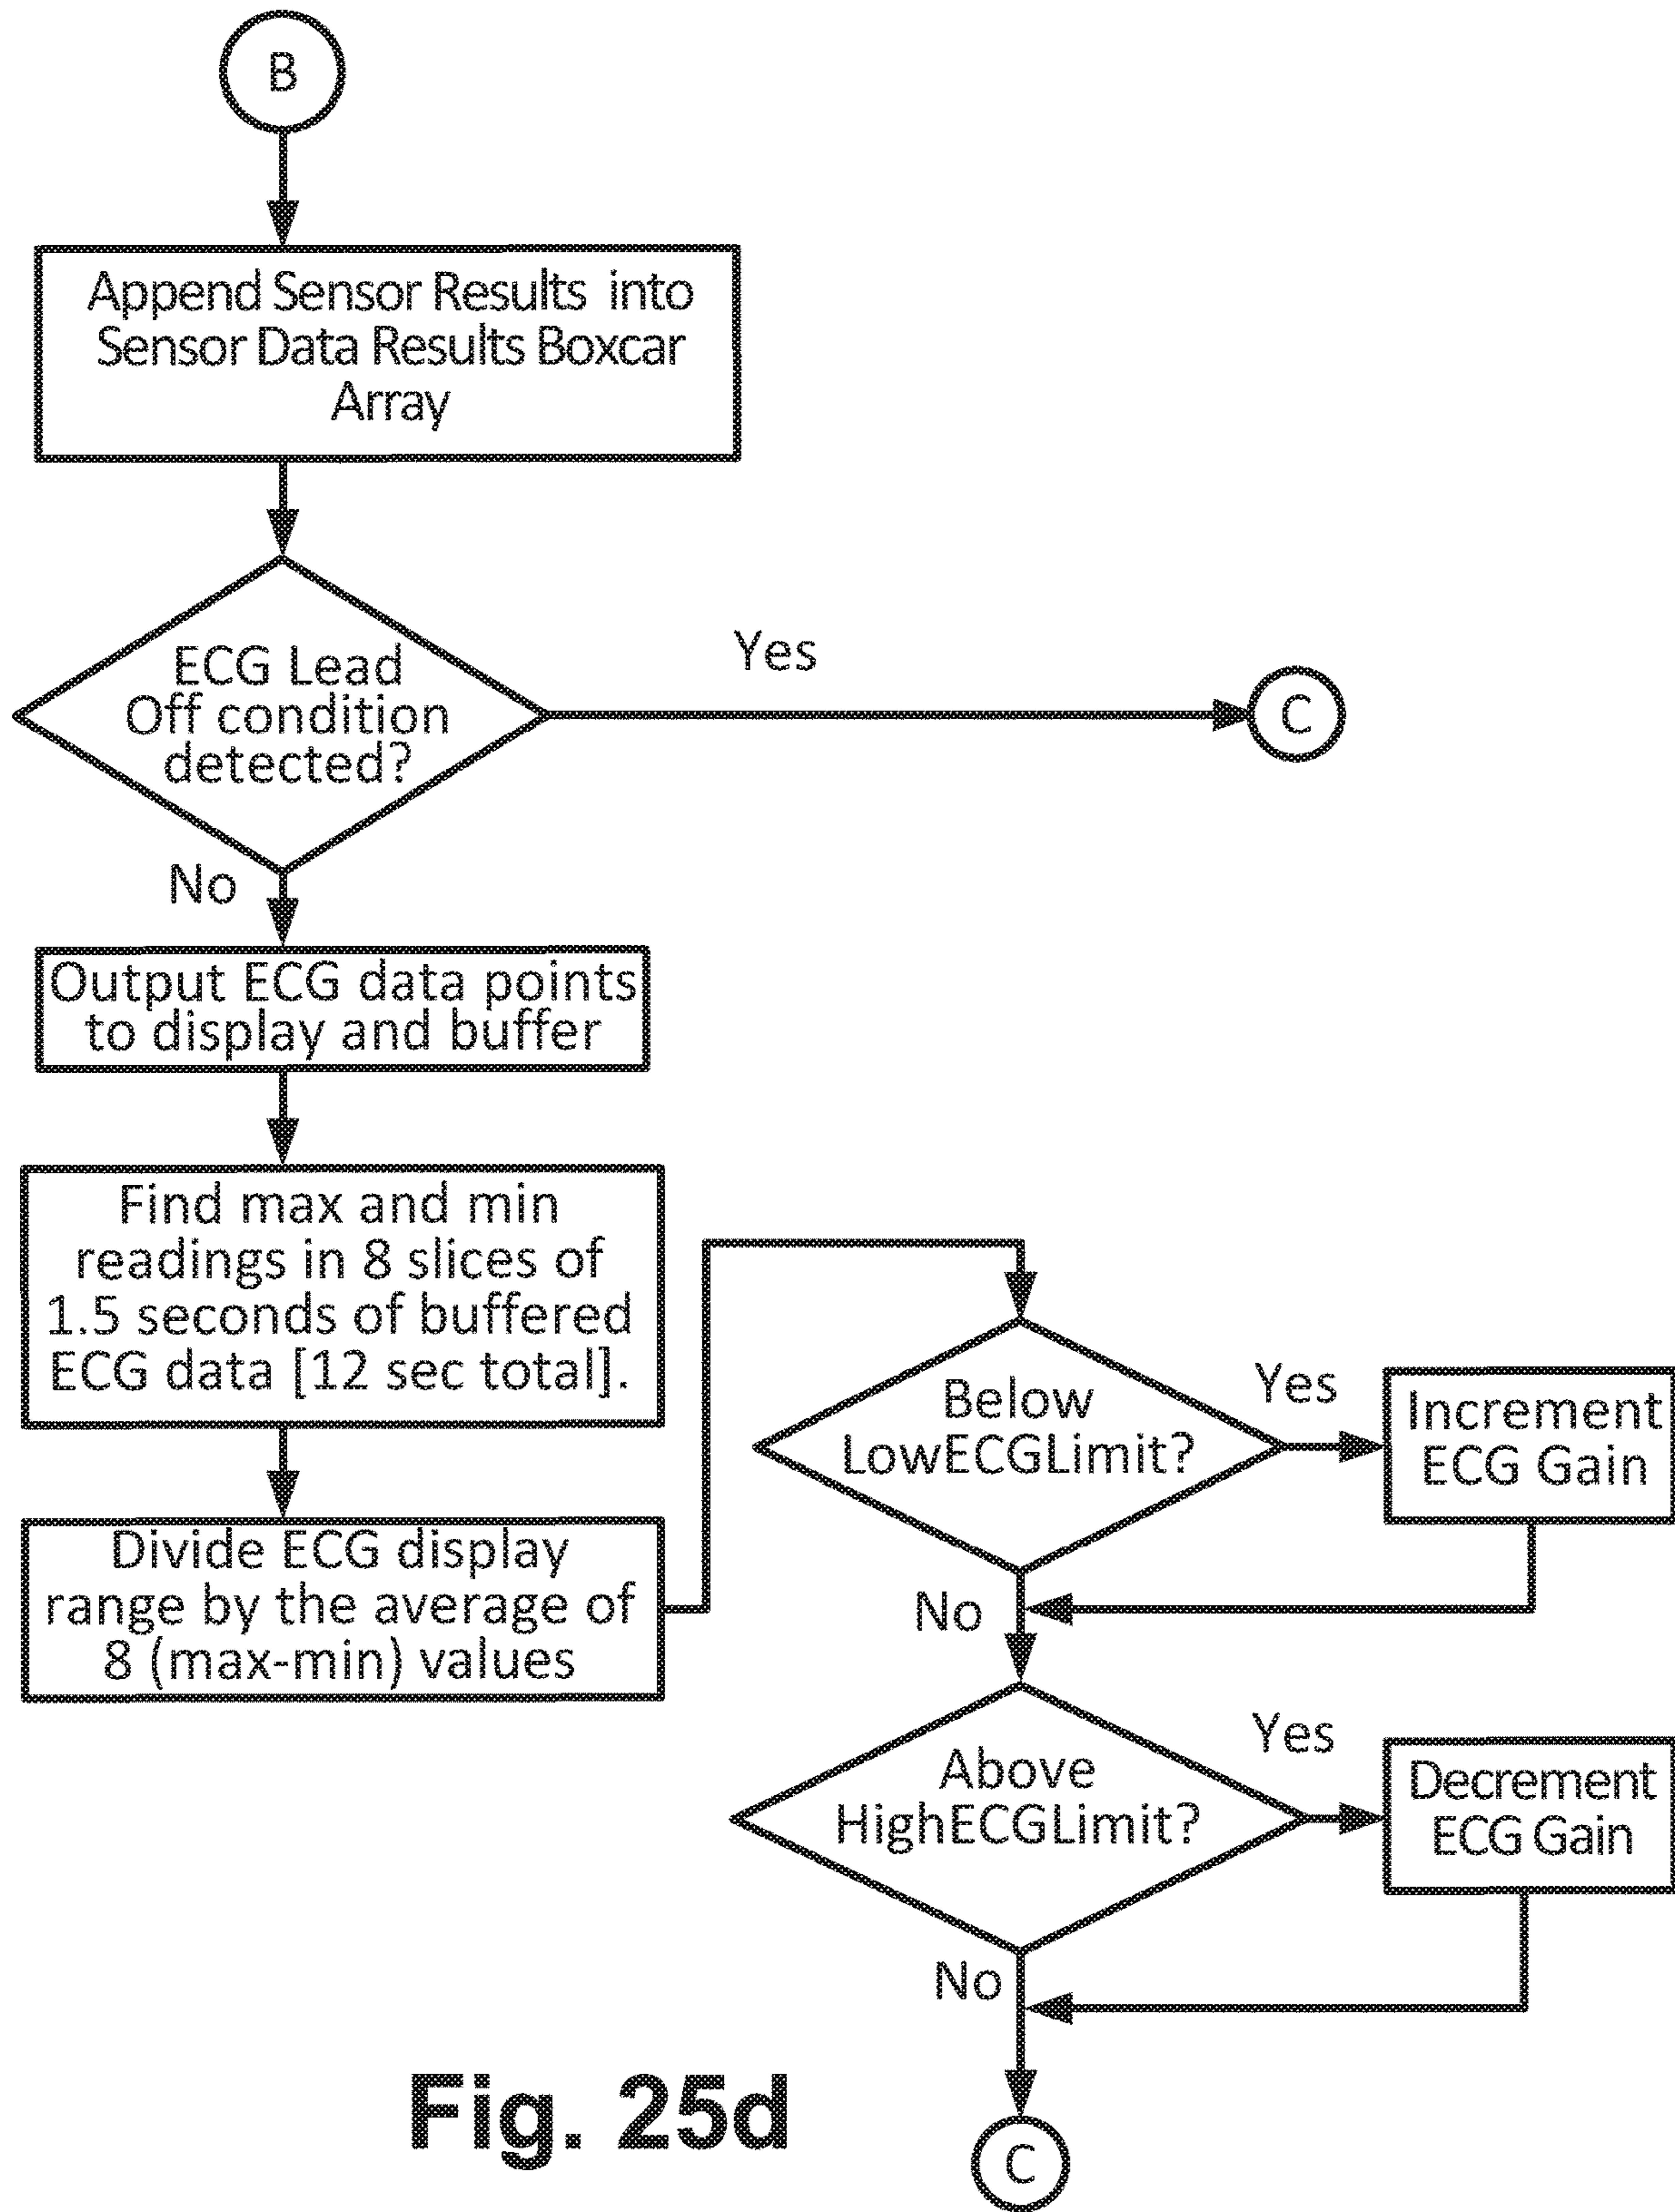 B
Append Sensor Results into
Sensor Data Results Boxcar
Array
ECG Lead
Off condition
detected?
Yes
C
No
Output ECG data points
to display and buffer
Find max and min
readings in 8 slices of
1.5 seconds of buffered
ECG data [12 sec total].
Divide ECG display
range by the average of
8 (max-min) values
Below
LowECGLimit?
Yes
Increment
ECG Gain
No
Above
HighECGLimit?
Yes
Decrement
ECG Gain
No
C
Fig. 25d